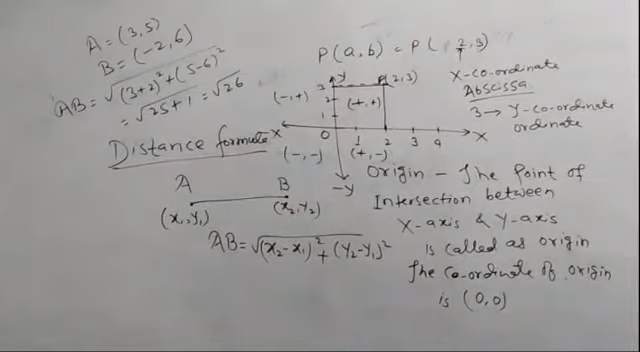 A = (3,5)
B = (-2,6)
AB = √(3+2)² + (5-6)²
= √25+1 = √26
Distance formula
A B
(x₁,y₁) (x₂,y₂)
AB = √(x₂-x₁)² + (y₂-y₁)²
P(a,b) = P( , 2,3)
y
3 P(2,3)
2
1
(-,+) (+,+)
x 0 1 2 3 4 x
(-,-) (+,-)
-y
X-co-ordinate
Abscissa
3 → Y-co-ordinate
ordinate
Origin - The Point of
Intersection between
X-axis & Y-axis
is called as origin
The co-ordinate of origin
is (0,0)